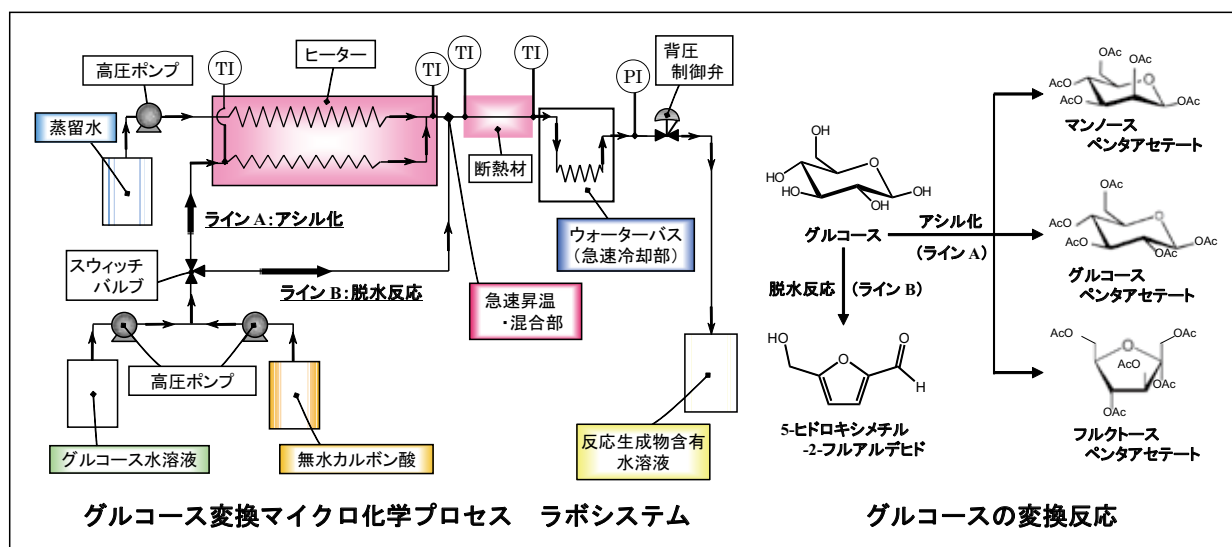 高圧ポンプ
TI
ヒーター
TI
TI
TI
PI
背圧
制御弁
蒸留水
断熱材
ラインA:アシル化
ウォーターバス
(急速冷却部)
スウィッチ
バルブ
ラインB:脱水反応
急速昇温
・混合部
高圧ポンプ
グルコース水溶液
無水カルボン酸
反応生成物含有
水溶液
グルコース変換マイクロ化学プロセス ラボシステム
OH
HO
HO
OH
OH
グルコース
アシル化
(ラインA)
脱水反応
(ラインB)
HO
O
O
H
5-ヒドロキシメチル
-2-フルアルデヒド
OAc
OAc
AcO
O
AcO
OAc
マンノース
ペンタアセテート
OAc
AcO
O
AcO
OAc
OAc
グルコース
ペンタアセテート
AcO
O
OAc
AcO
OAc
OAc
フルクトース
ペンタアセテート
グルコースの変換反応